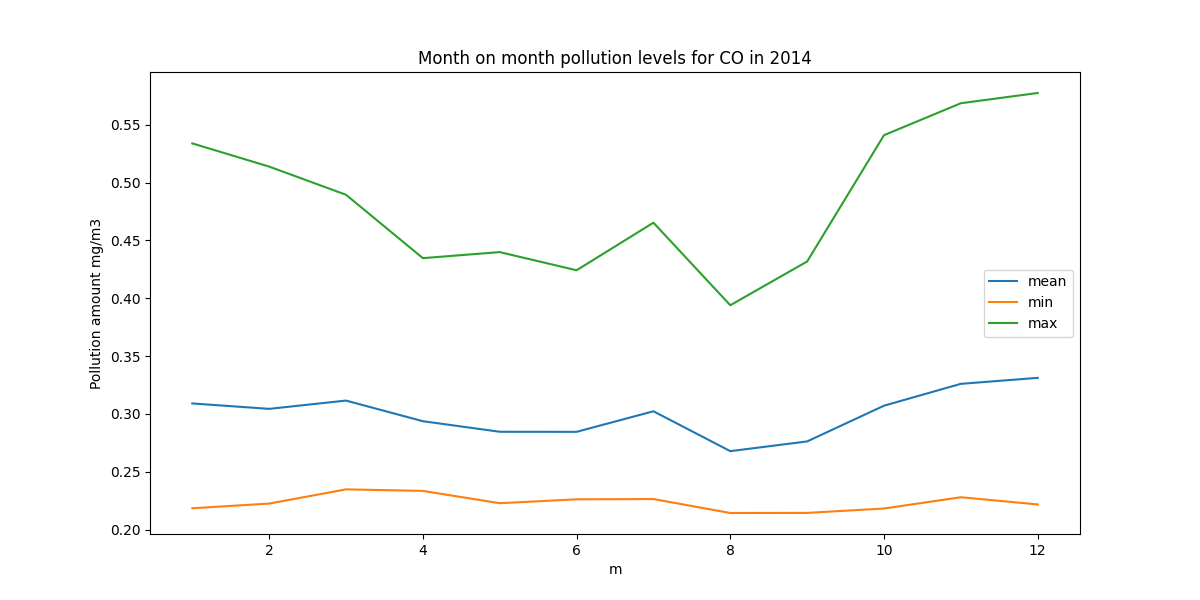 Month on month pollution levels for CO in 2014
Pollution amount mg/m3
0.55
0.50
0.45
0.40
0.35
0.30
0.25
0.20
mean
min
max
2 4 6 8 10 12
m